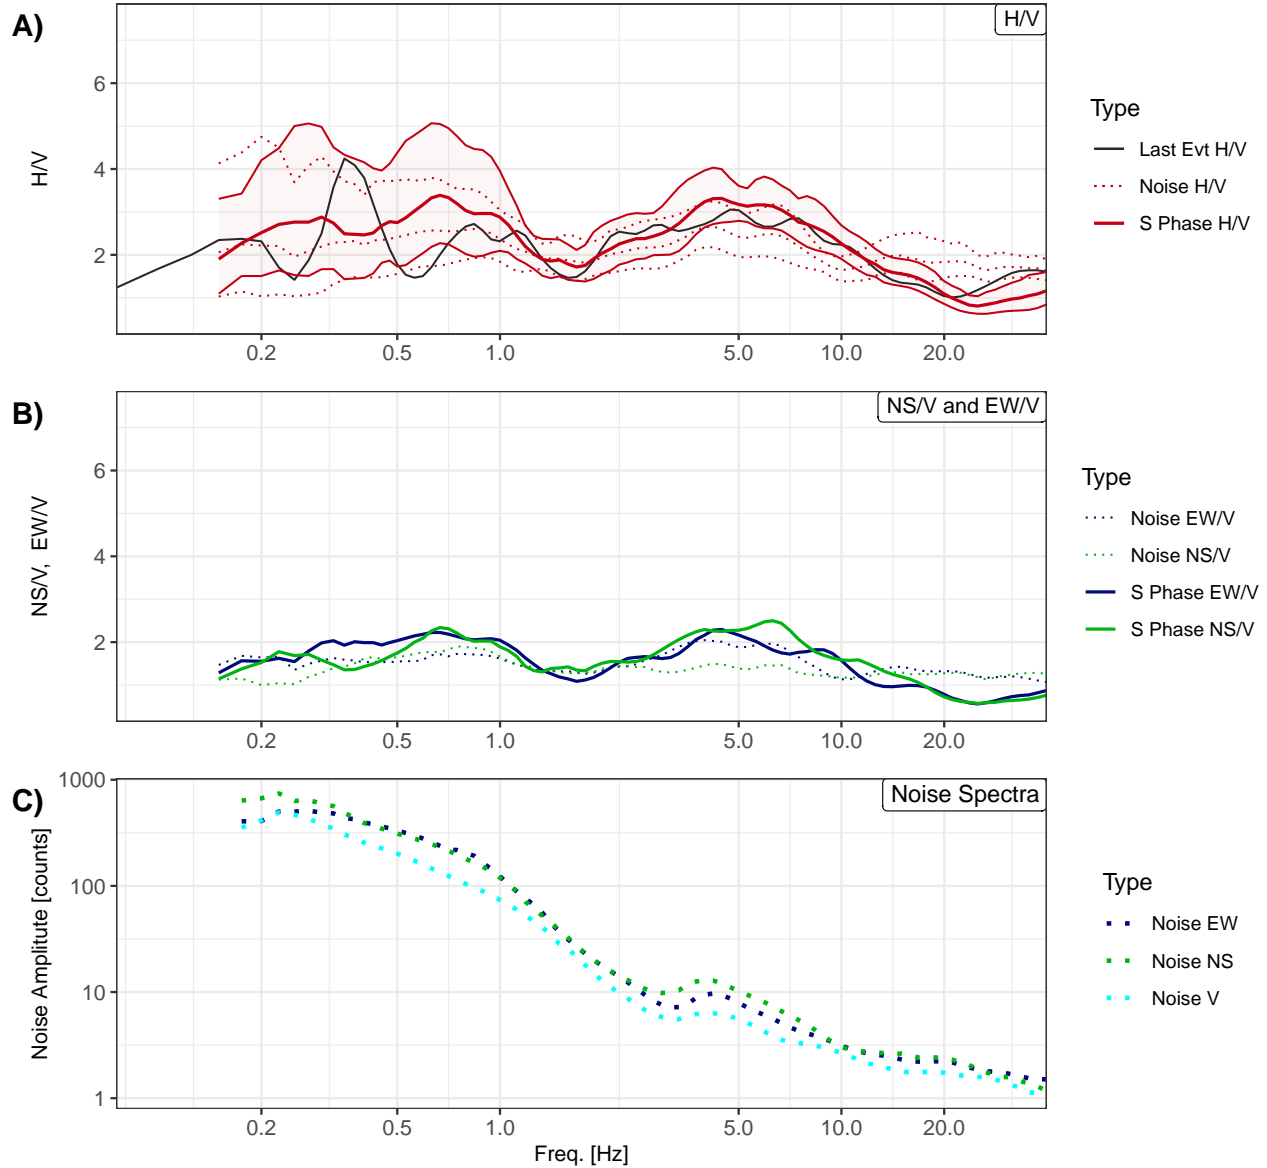 A)
H/V
H/V
6
4
2
0.2 0.5 1.0 5.0 10.0 20.0
Type
Last Evt H/V
Noise H/V
S Phase H/V
B)
NS/V and EW/V
NS/V, EW/V
6
4
2
0.2 0.5 1.0 5.0 10.0 20.0
Type
Noise EW/V
Noise NS/V
S Phase EW/V
S Phase NS/V
C)
Noise Spectra
Noise Amplitute [counts]
1000
100
10
1
0.2 0.5 1.0 5.0 10.0 20.0
Freq. [Hz]
Type
Noise EW
Noise NS
Noise V